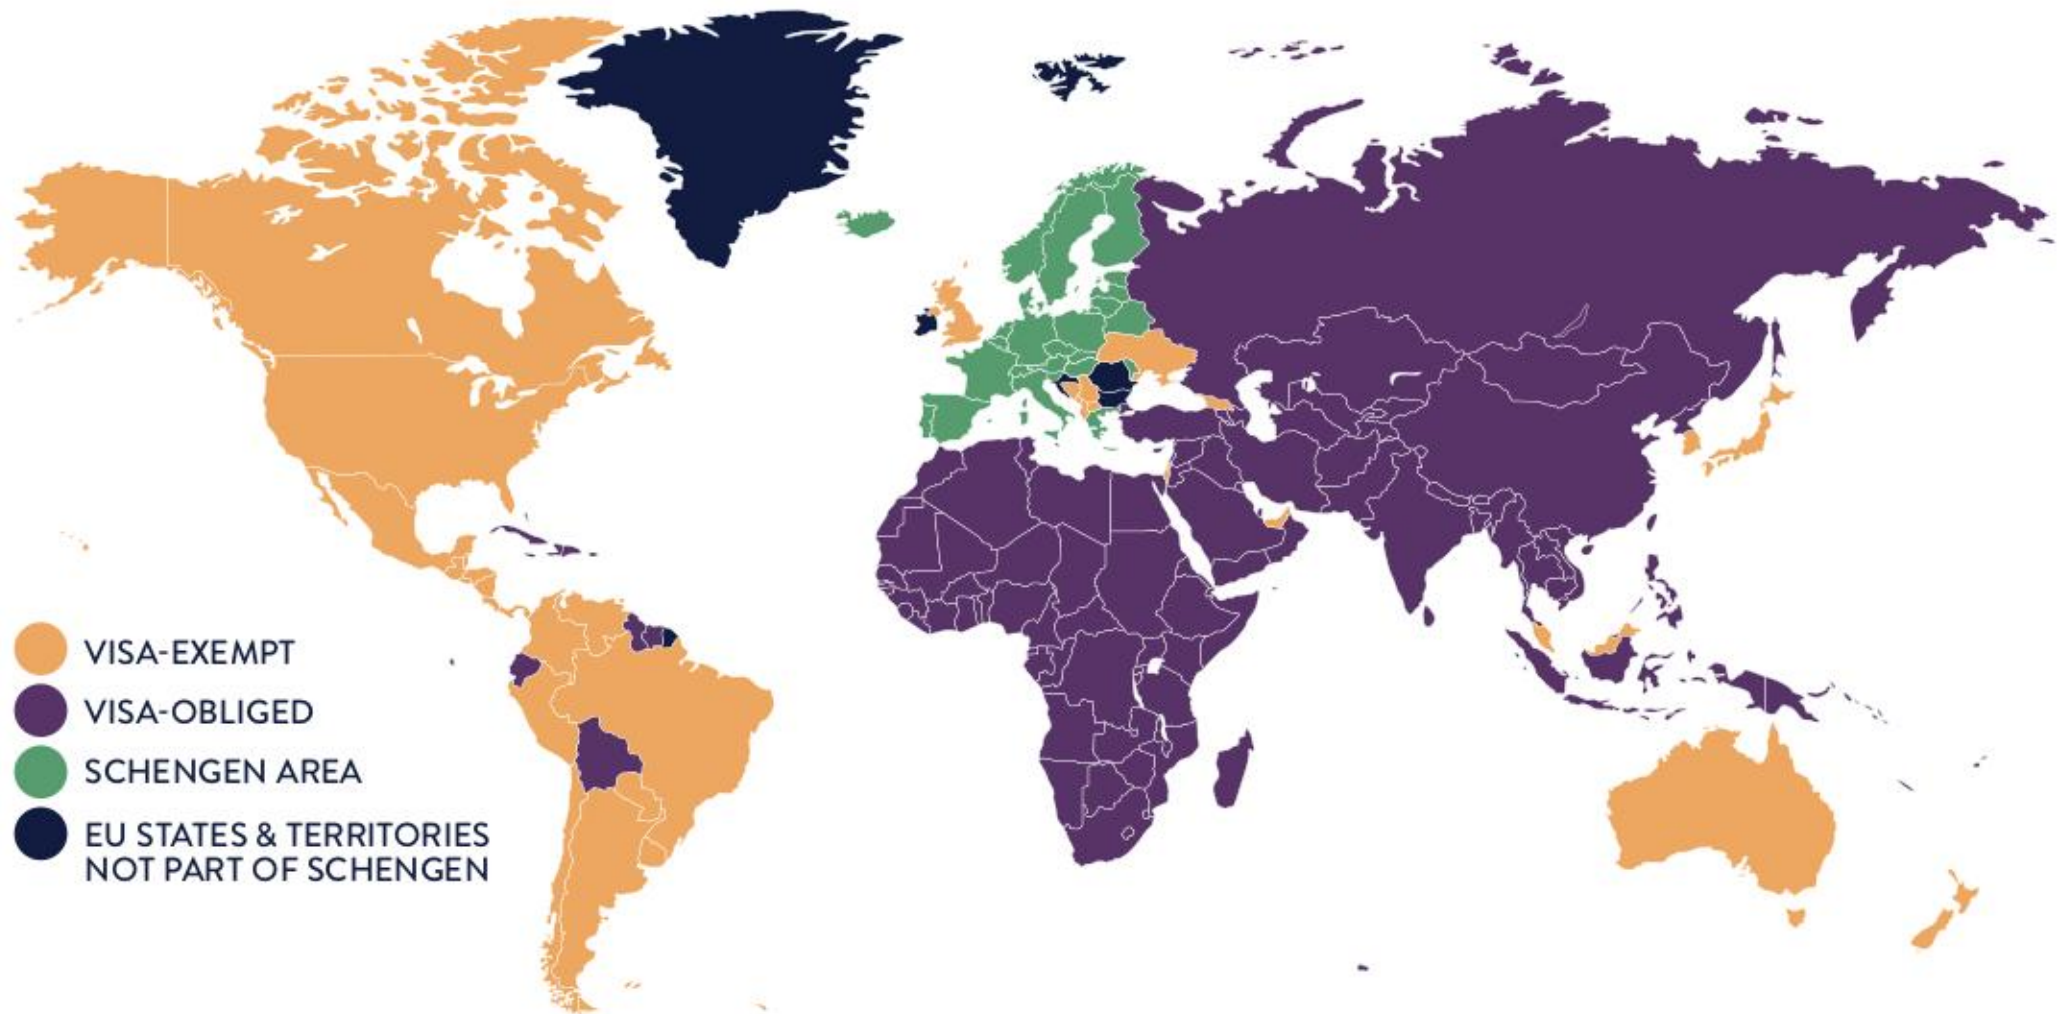 VISA-EXEMPT
VISA-OBLIGED
SCHENGEN AREA
EU STATES & TERRITORIES
NOT PART OF SCHENGEN